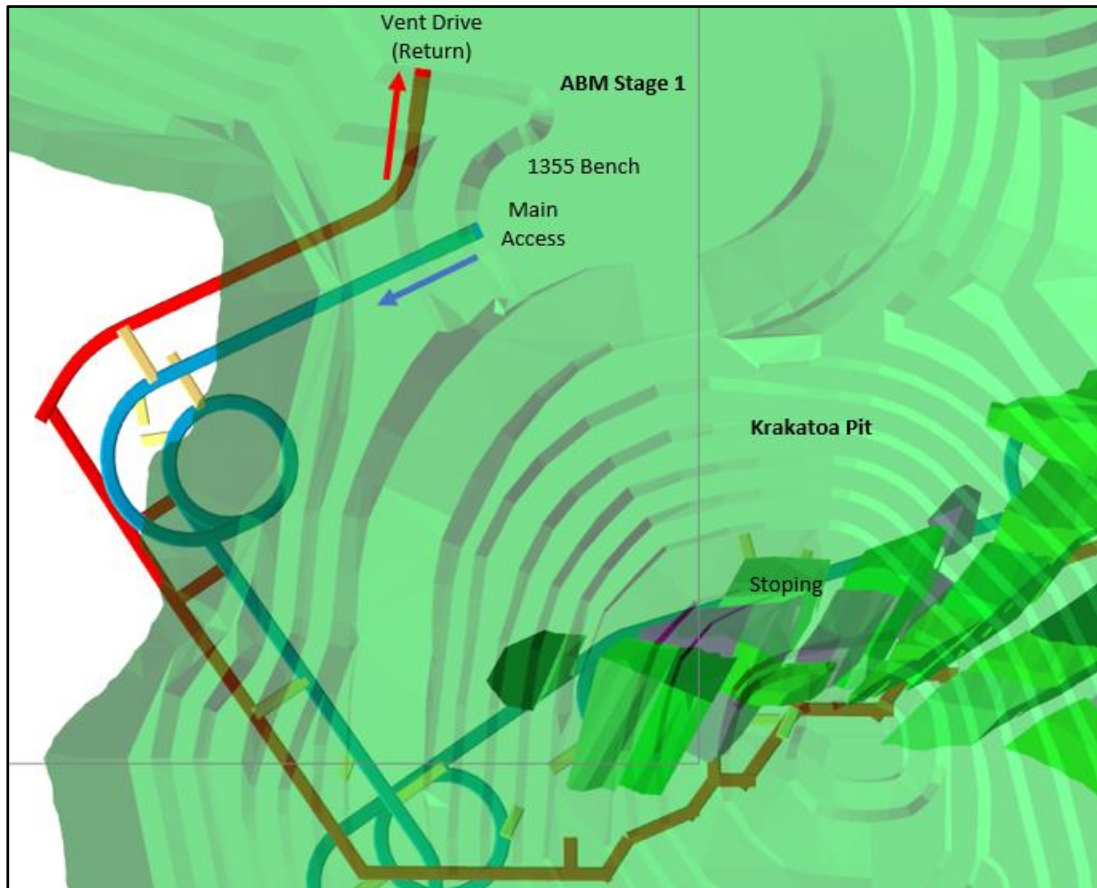 Vent Drive
(Return)
ABM Stage 1
1355 Bench
Main
Access
Krakatoa Pit
Stoping